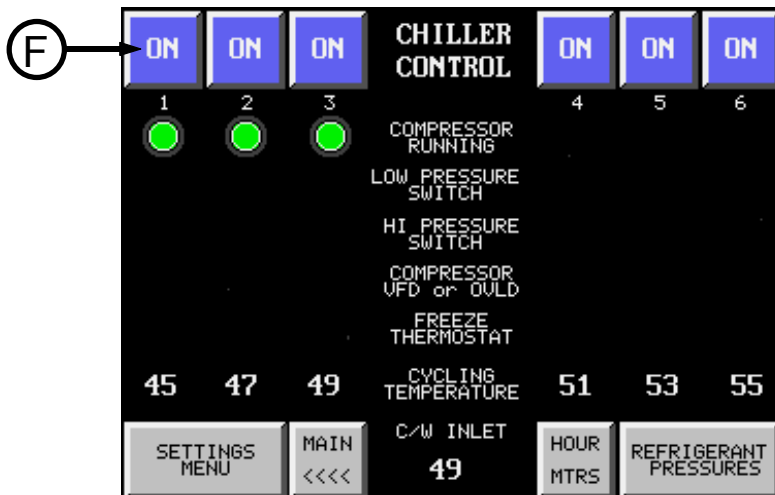 F
ON ON ON CHILLER CONTROL ON ON ON
1 2 3 4 5 6
COMPRESSOR
RUNNING
LOW PRESSURE
SWITCH
HI PRESSURE
SWITCH
COMPRESSOR
VFD or OVLD
FREEZE
THERMOSTAT
45 47 49 CYCLING TEMPERATURE 51 53 55
SETTINGS
MENU
MAIN
<<<<
C/W INLET
49
HOUR
MTRS
REFRIGERANT
PRESSURES